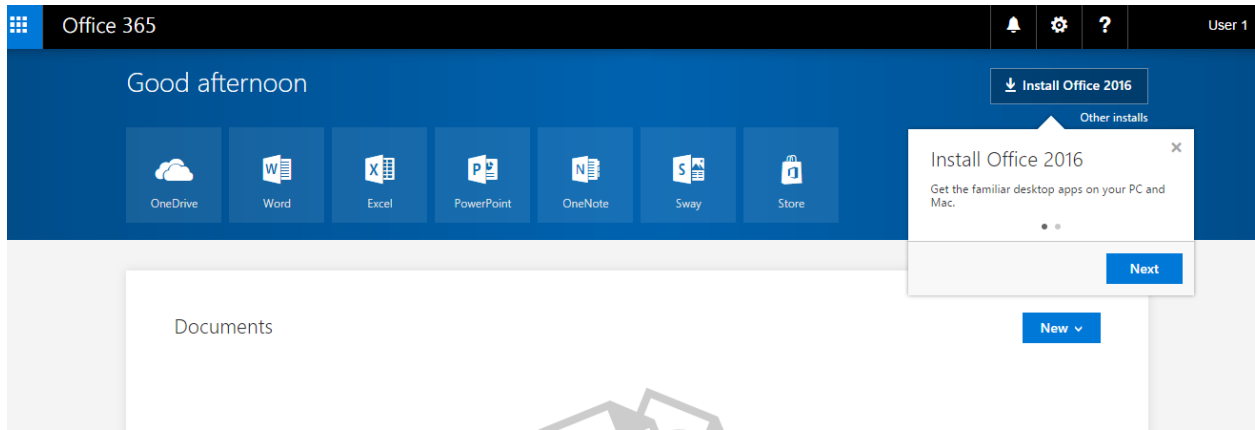 Office 365
?
User 1
Good afternoon
Install Office 2016
Other installs
OneDrive
Word
Excel
PowerPoint
OneNote
Sway
Store
Install Office 2016
Get the familiar desktop apps on your PC and
Mac.
Next
Documents
New